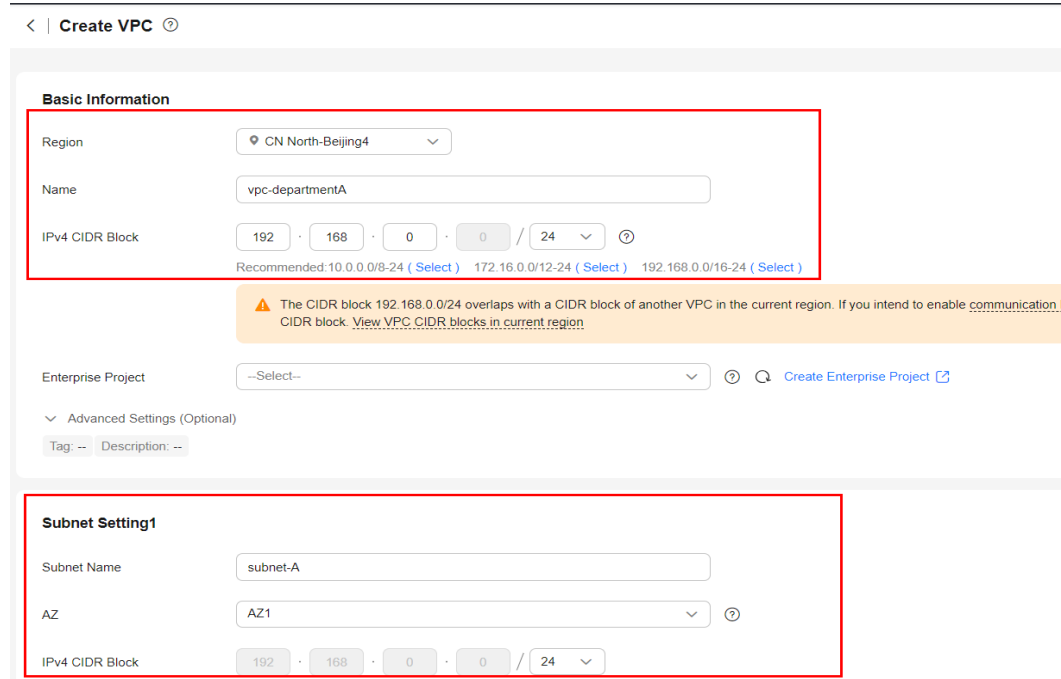 Create VPC
Basic Information
Region CN North-Beijing4
Name vpc-departmentA
IPv4 CIDR Block 192 · 168 · 0 · 0 / 24
Recommended:10.0.0.0/8-24 ( Select ) 172.16.0.0/12-24 ( Select ) 192.168.0.0/16-24 ( Select )
The CIDR block 192.168.0.0/24 overlaps with a CIDR block of another VPC in the current region. If you intend to enable communication
CIDR block. View VPC CIDR blocks in current region
Enterprise Project --Select-- Create Enterprise Project
Advanced Settings (Optional)
Tag: -- Description: --
Subnet Setting1
Subnet Name subnet-A
AZ AZ1
IPv4 CIDR Block 192 · 168 · 0 · 0 / 24